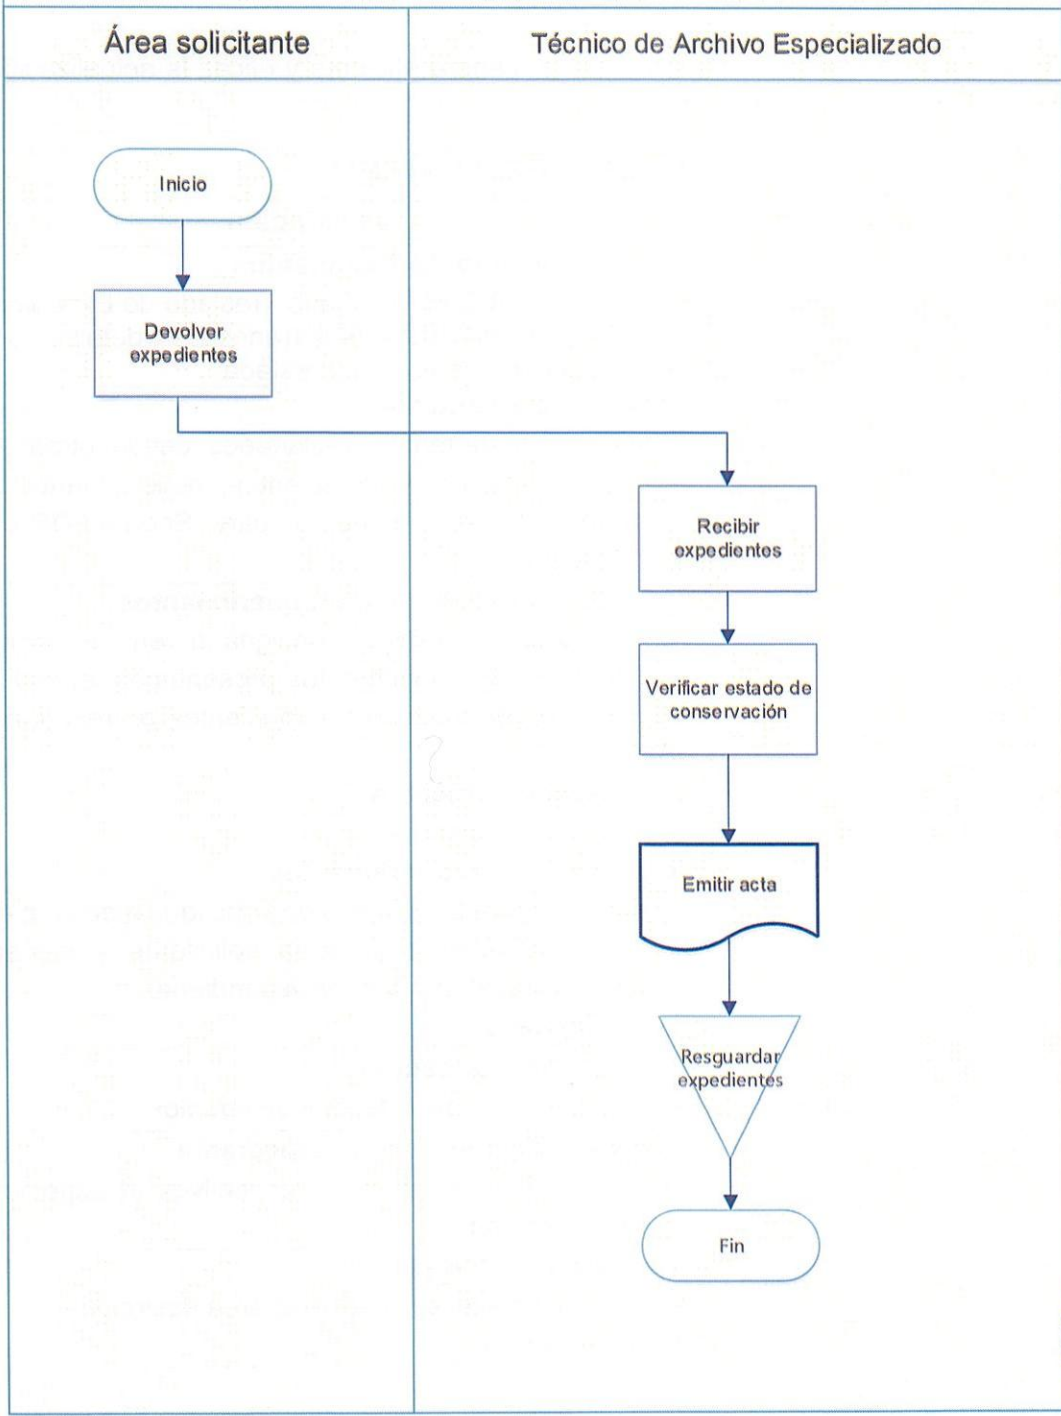 Área solicitante
Técnico de Archivo Especializado
Inicio
Devolver
expedientes
Recibir
expedientes
Verificar estado de
conservación
Emitir acta
Resguardar
expedientes
Fin